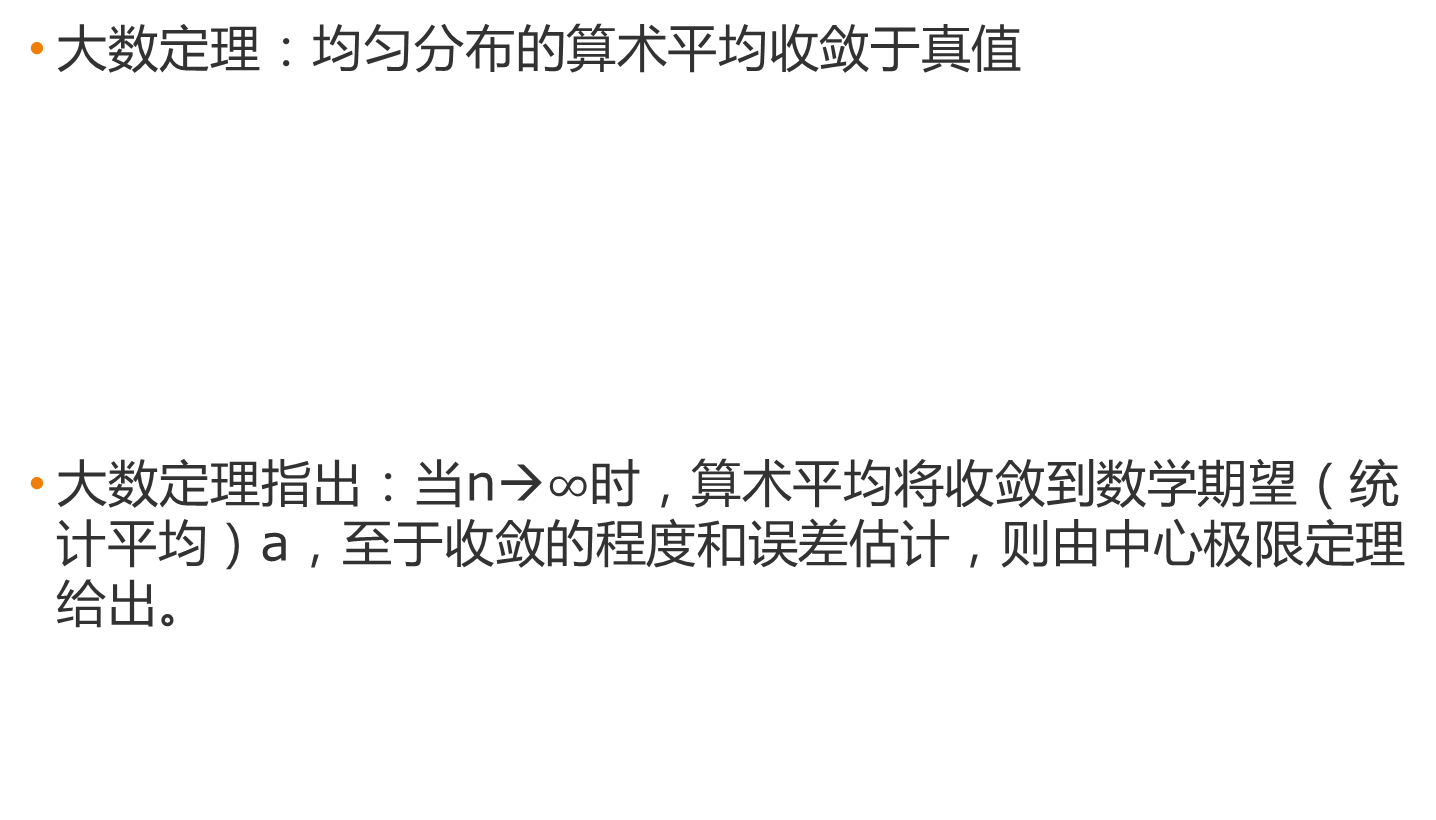 • 大数定理：均匀分布的算术平均收敛于真值
• 大数定理指出：当n→∞时，算术平均将收敛到数学期望（统
计平均）a，至于收敛的程度和误差估计，则由中心极限定理
给出。